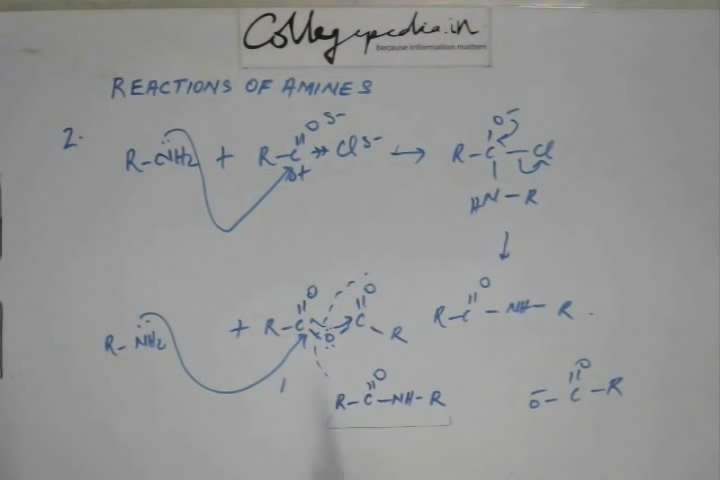 Collegepedia.in
because information matters
REACTIONS OF AMINES
2.
R-NH2 + R-C δ+ O δ- Cl δ- → R-C-Cl O-
HN-R
↓
R-C-NH-R. O
R-NH2 + R-C O O C O R
R-C-NH-R O
O- -C-R O